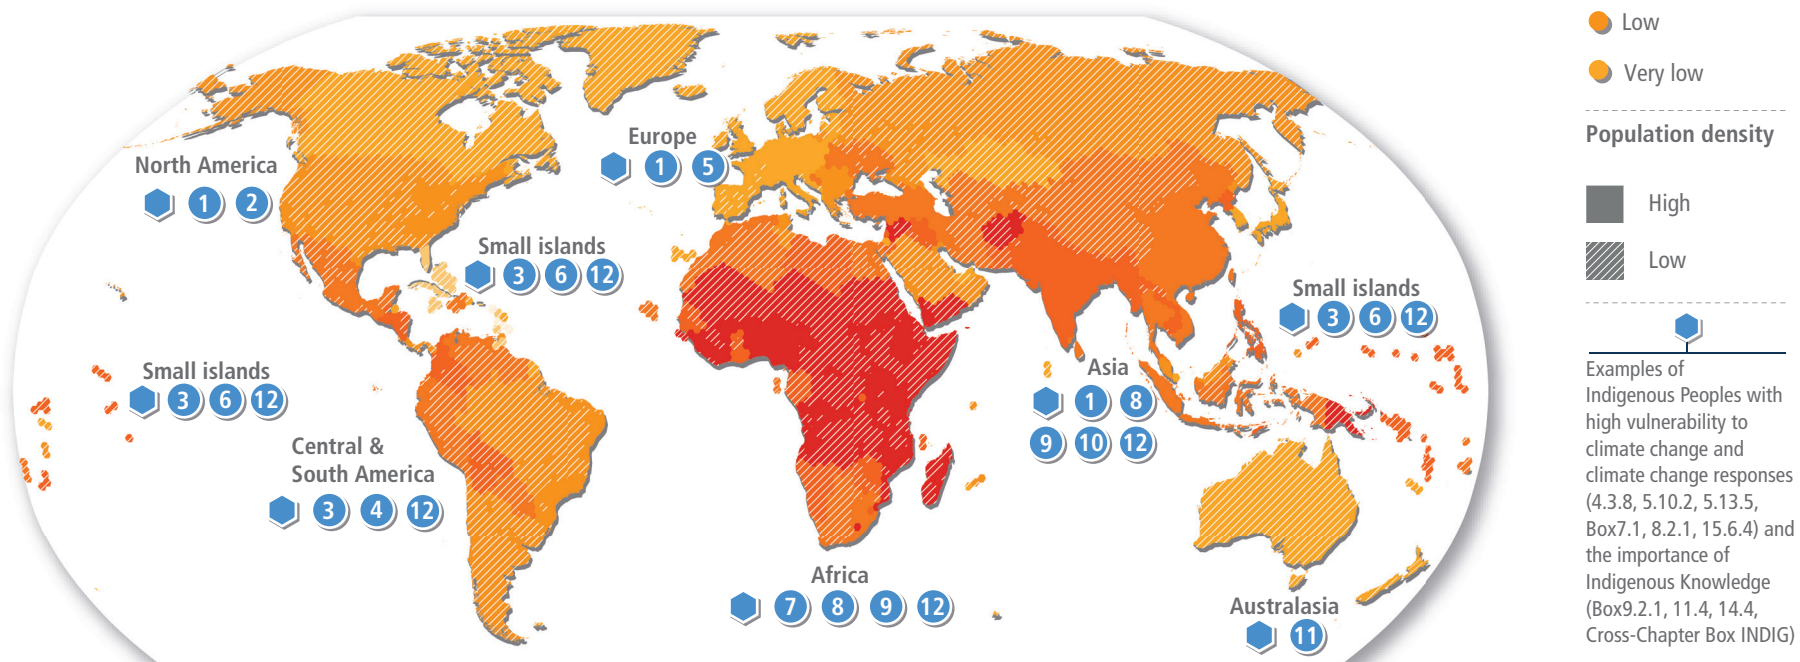 North America
1 2
Europe
1 5
Small islands
3 6 12
Small islands
3 6 12
Central &
South America
3 4 12
Africa
7 8 9 12
Asia
1 8
9 10 12
Small islands
3 6 12
Australasia
11
Low
Very low
Population density
High
Low
Examples of
Indigenous Peoples with
high vulnerability to
climate change and
climate change responses
(4.3.8, 5.10.2, 5.13.5,
Box7.1, 8.2.1, 15.6.4) and
the importance of
Indigenous Knowledge
(Box9.2.1, 11.4, 14.4,
Cross-Chapter Box INDIG)